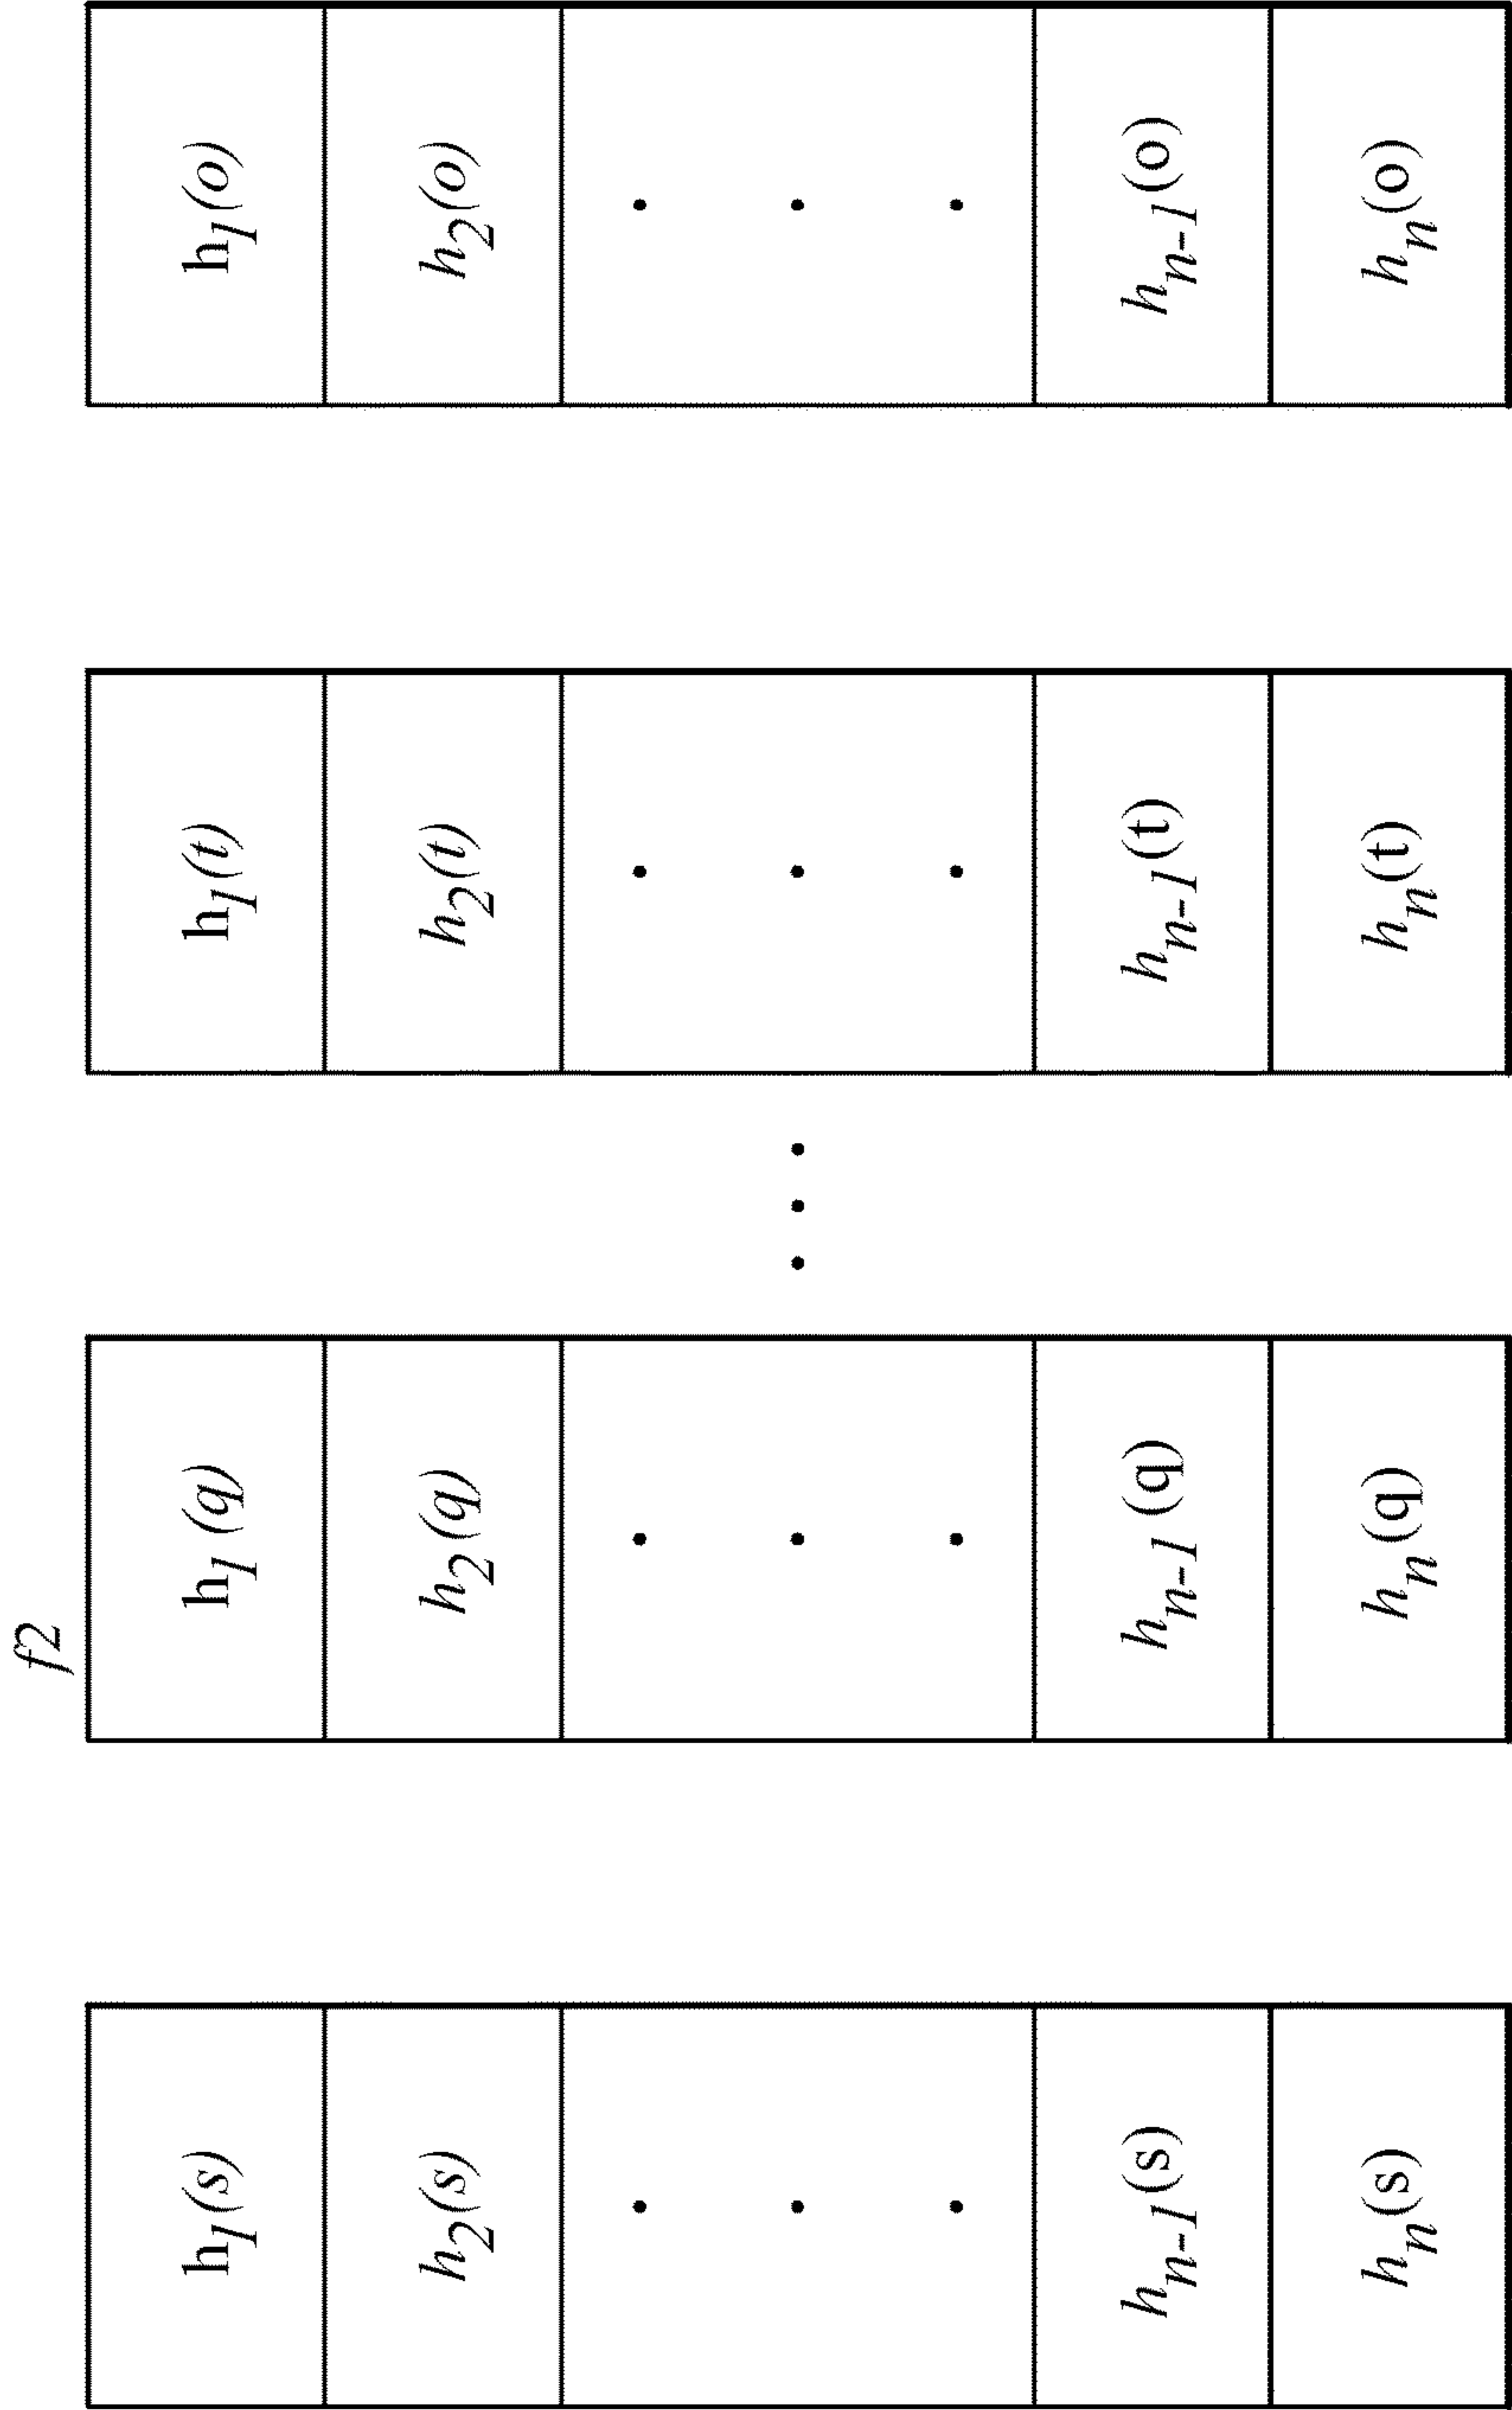 f2
h₁(s) h₁(q) h₁(t) h₁(o)
h₂(s) h₂(q) h₂(t) h₂(o)
. . . .
. . . . . . .
. . . .
hₙ₋₁(s) hₙ₋₁(q) hₙ₋₁(t) hₙ₋₁(o)
hₙ(s) hₙ(q) hₙ(t) hₙ(o)